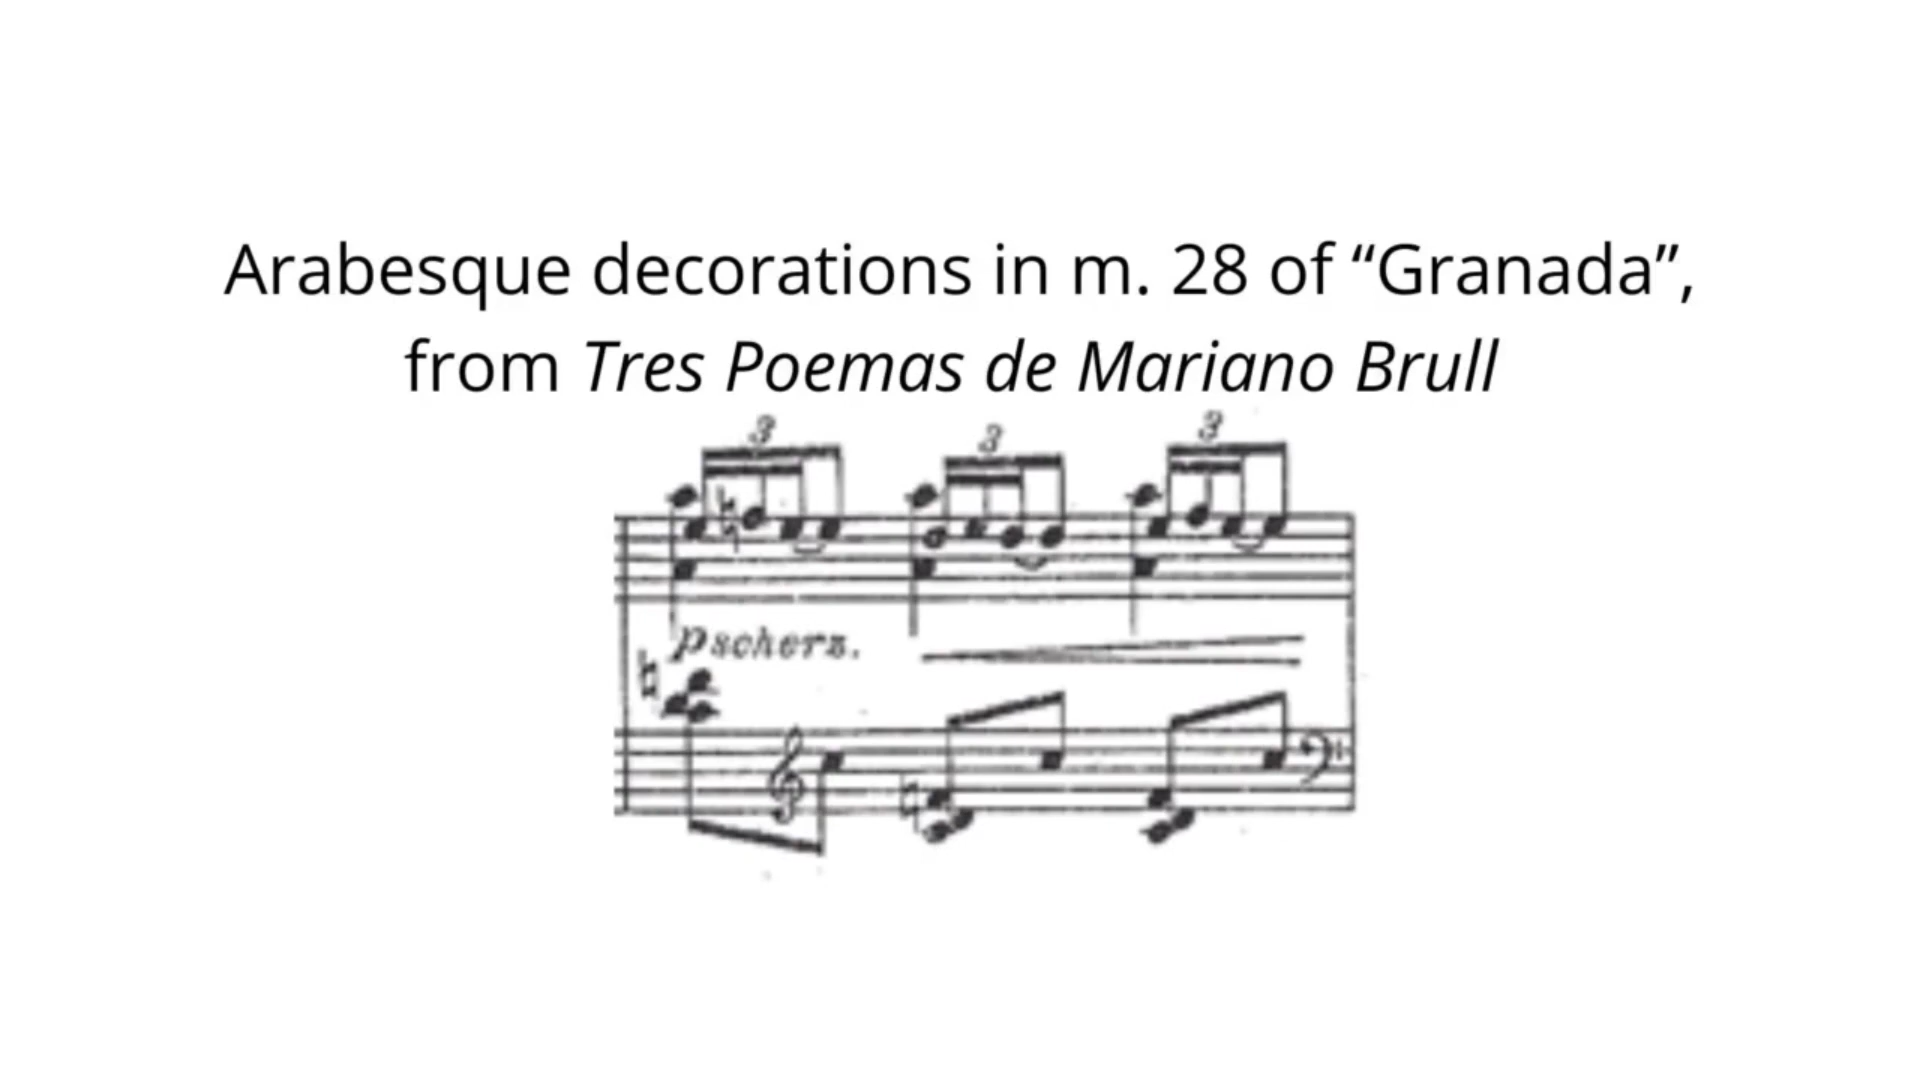 Arabesque decorations in m. 28 of “Granada”,
from Tres Poemas de Mariano Brull
3 3 3
p scherz.